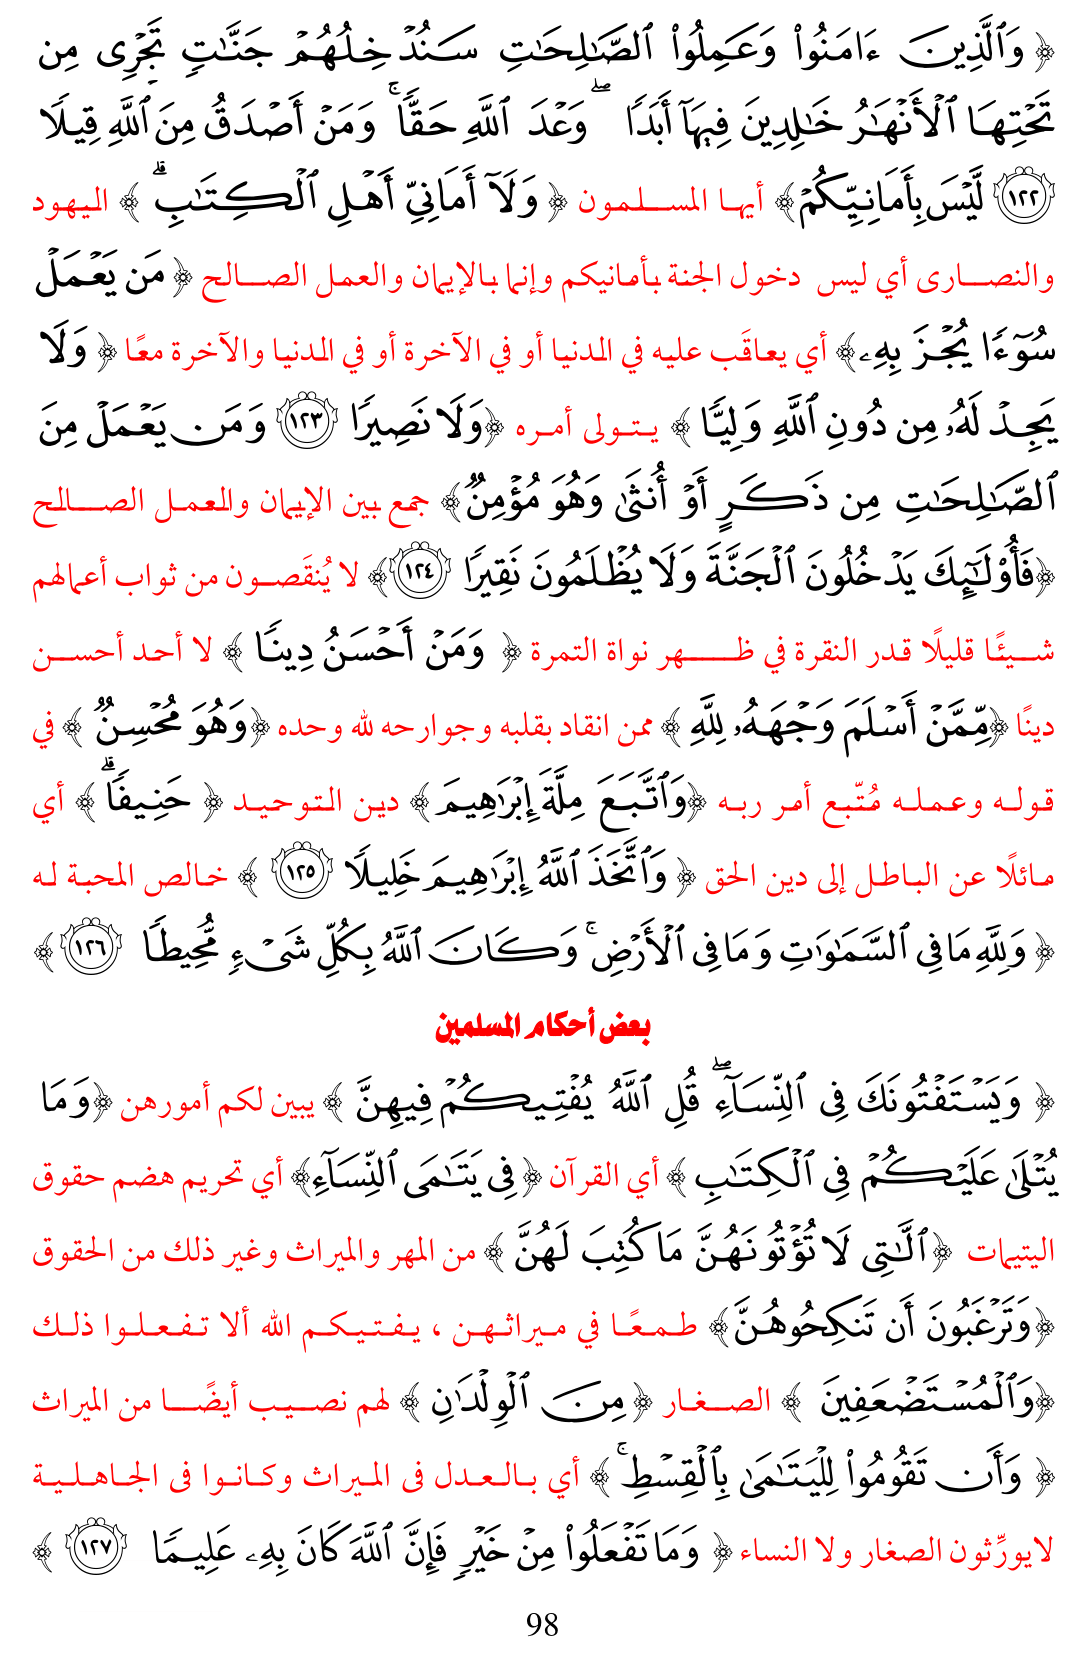 ﴿ وَٱلَّذِينَ ءَامَنُوا۟ وَعَمِلُوا۟ ٱلصَّـٰلِحَـٰتِ سَنُدْخِلُهُمْ جَنَّـٰتٍ تَجْرِى مِن
تَحْتِهَا ٱلْأَنْهَـٰرُ خَـٰلِدِينَ فِيهَآ أَبَدًا ۖ وَعْدَ ٱللَّهِ حَقًّا ۚ وَمَنْ أَصْدَقُ مِنَ ٱللَّهِ قِيلًا
﴿١٢٢﴾ لَّيْسَ بِأَمَانِيِّكُمْ﴾ أيها المسلمون ﴿ وَلَآ أَمَانِىِّ أَهْلِ ٱلْكِتَـٰبِ ۗ ﴾ اليهود
والنصارى أي ليس دخول الجنة بأمانيكم وإنما بالإيمان والعمل الصالح ﴿ مَن يَعْمَلْ
سُوٓءًا يُجْزَ بِهِۦ﴾ أي يعاقَب عليه في الدنيا أو في الآخرة أو في الدنيا والآخرة معًا ﴿ وَلَا
يَجِدْ لَهُۥ مِن دُونِ ٱللَّهِ وَلِيًّا ﴾ يتولى أمره ﴿وَلَا نَصِيرًا ﴿١٢٣﴾ وَمَن يَعْمَلْ مِنَ
ٱلصَّـٰلِحَـٰتِ مِن ذَكَرٍ أَوْ أُنثَىٰ وَهُوَ مُؤْمِنٌ﴾ جمع بين الإيمان والعمل الصالح
﴿فَأُو۟لَـٰٓئِكَ يَدْخُلُونَ ٱلْجَنَّةَ وَلَا يُظْلَمُونَ نَقِيرًا ﴿١٢٤﴾﴾ لا يُنقَصون من ثواب أعمالهم
شيئًا قليلًا قدر النقرة في ظهر نواة التمرة ﴿ وَمَنْ أَحْسَنُ دِينًا ﴾ لا أحد أحسن
دينًا ﴿مِّمَّنْ أَسْلَمَ وَجْهَهُۥ لِلَّهِ ﴾ ممن انقاد بقلبه وجوارحه لله وحده ﴿وَهُوَ مُحْسِنٌ ﴾ في
قوله وعمله مُتّبع أمر ربه ﴿وَٱتَّبَعَ مِلَّةَ إِبْرَٰهِيمَ ﴾ دين التوحيد ﴿ حَنِيفًا ۗ ﴾ أي
مائلًا عن الباطل إلى دين الحق ﴿ وَٱتَّخَذَ ٱللَّهُ إِبْرَٰهِيمَ خَلِيلًا ﴿١٢٥﴾ ﴾ خالص المحبة له
﴿ وَلِلَّهِ مَا فِى ٱلسَّمَـٰوَٰتِ وَمَا فِى ٱلْأَرْضِ ۚ وَكَانَ ٱللَّهُ بِكُلِّ شَىْءٍ مُّحِيطًا ﴿١٢٦﴾ ﴾
بعض أحكام المسلمين
﴿ وَيَسْتَفْتُونَكَ فِى ٱلنِّسَآءِ ۖ قُلِ ٱللَّهُ يُفْتِيكُمْ فِيهِنَّ ﴾ يبين لكم أمورهن ﴿وَمَا
يُتْلَىٰ عَلَيْكُمْ فِى ٱلْكِتَـٰبِ ﴾ أي القرآن ﴿فِى يَتَـٰمَى ٱلنِّسَآءِ﴾ أي تحريم هضم حقوق
اليتيمات ﴿ ٱلَّـٰتِى لَا تُؤْتُونَهُنَّ مَا كُتِبَ لَهُنَّ ﴾ من المهر والميراث وغير ذلك من الحقوق
﴿وَتَرْغَبُونَ أَن تَنكِحُوهُنَّ﴾ طمعًا في ميراثهن ، يفتيكم الله ألا تفعلوا ذلك
﴿وَٱلْمُسْتَضْعَفِينَ ﴾ الصغار ﴿ مِنَ ٱلْوِلْدَٰنِ ﴾ لهم نصيب أيضًا من الميراث
﴿ وَأَن تَقُومُوا۟ لِلْيَتَـٰمَىٰ بِٱلْقِسْطِ ۚ ﴾ أي بالعدل فى الميراث وكانوا فى الجاهلية
لايورِّثون الصغار ولا النساء ﴿ وَمَا تَفْعَلُوا۟ مِنْ خَيْرٍ فَإِنَّ ٱللَّهَ كَانَ بِهِۦ عَلِيمًا ﴿١٢٧﴾ ﴾
98